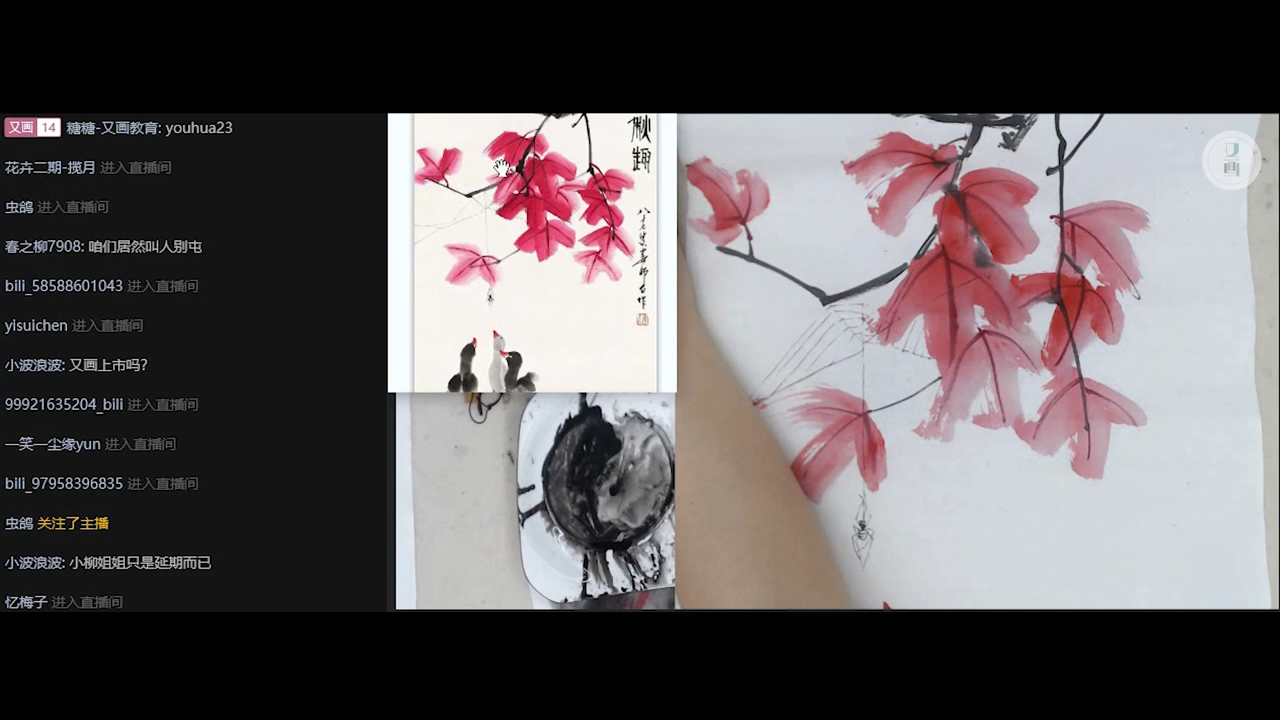 又画 14 糖糖-又画教育: youhua23
花卉二期-揽月 进入直播间
虫鸽 进入直播间
春之柳7908: 咱们居然叫人别屯
bili_58588601043 进入直播间
yisuichen 进入直播间
小波浪波: 又画上市吗?
99921635204_bili 进入直播间
一笑一尘缘yun 进入直播间
bili_97958396835 进入直播间
虫鸽 关注了主播
小波浪波: 小柳姐姐只是延期而已
忆梅子 进入直播间
秋趣
又画